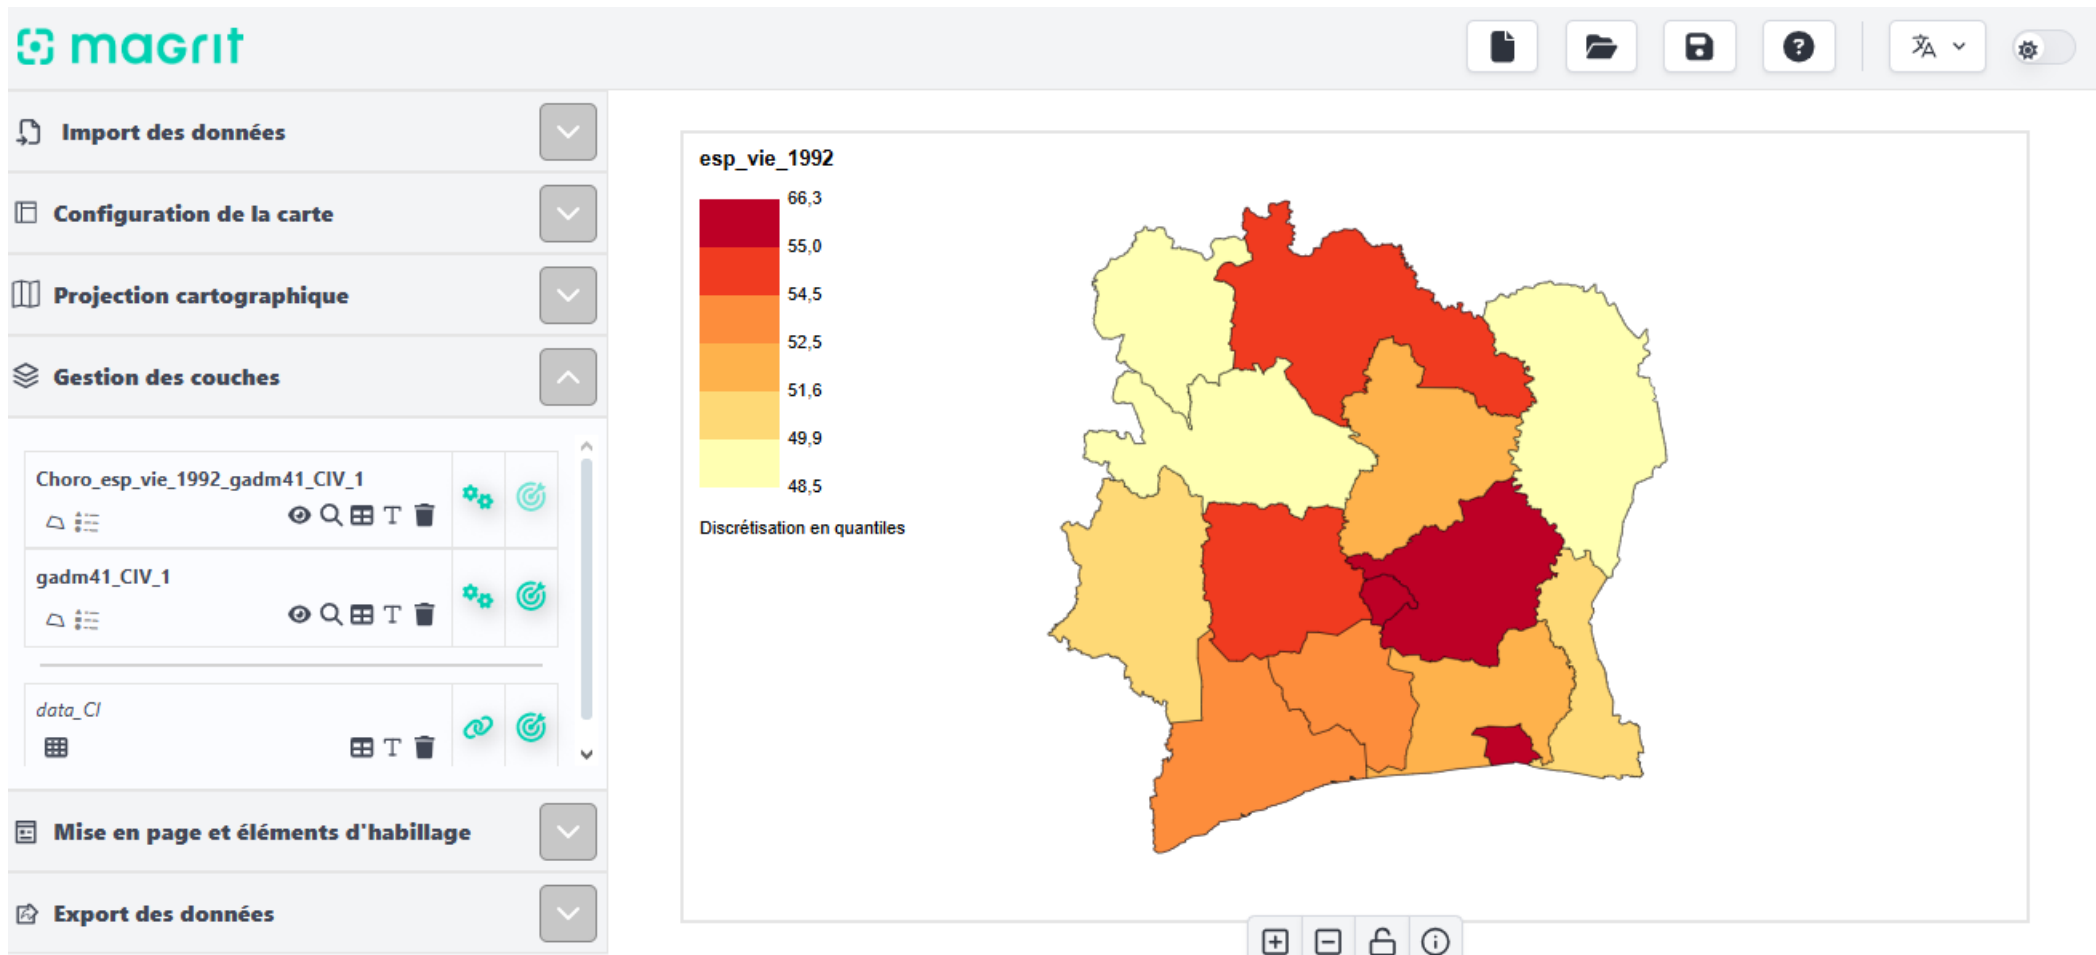 magrit
Import des données
Configuration de la carte
Projection cartographique
Gestion des couches
Choro_esp_vie_1992_gadm41_CIV_1
T
gadm41_CIV_1
T
data_CI
T
Mise en page et éléments d'habillage
Export des données
esp_vie_1992
66,3
55,0
54,5
52,5
51,6
49,9
48,5
Discrétisation en quantiles